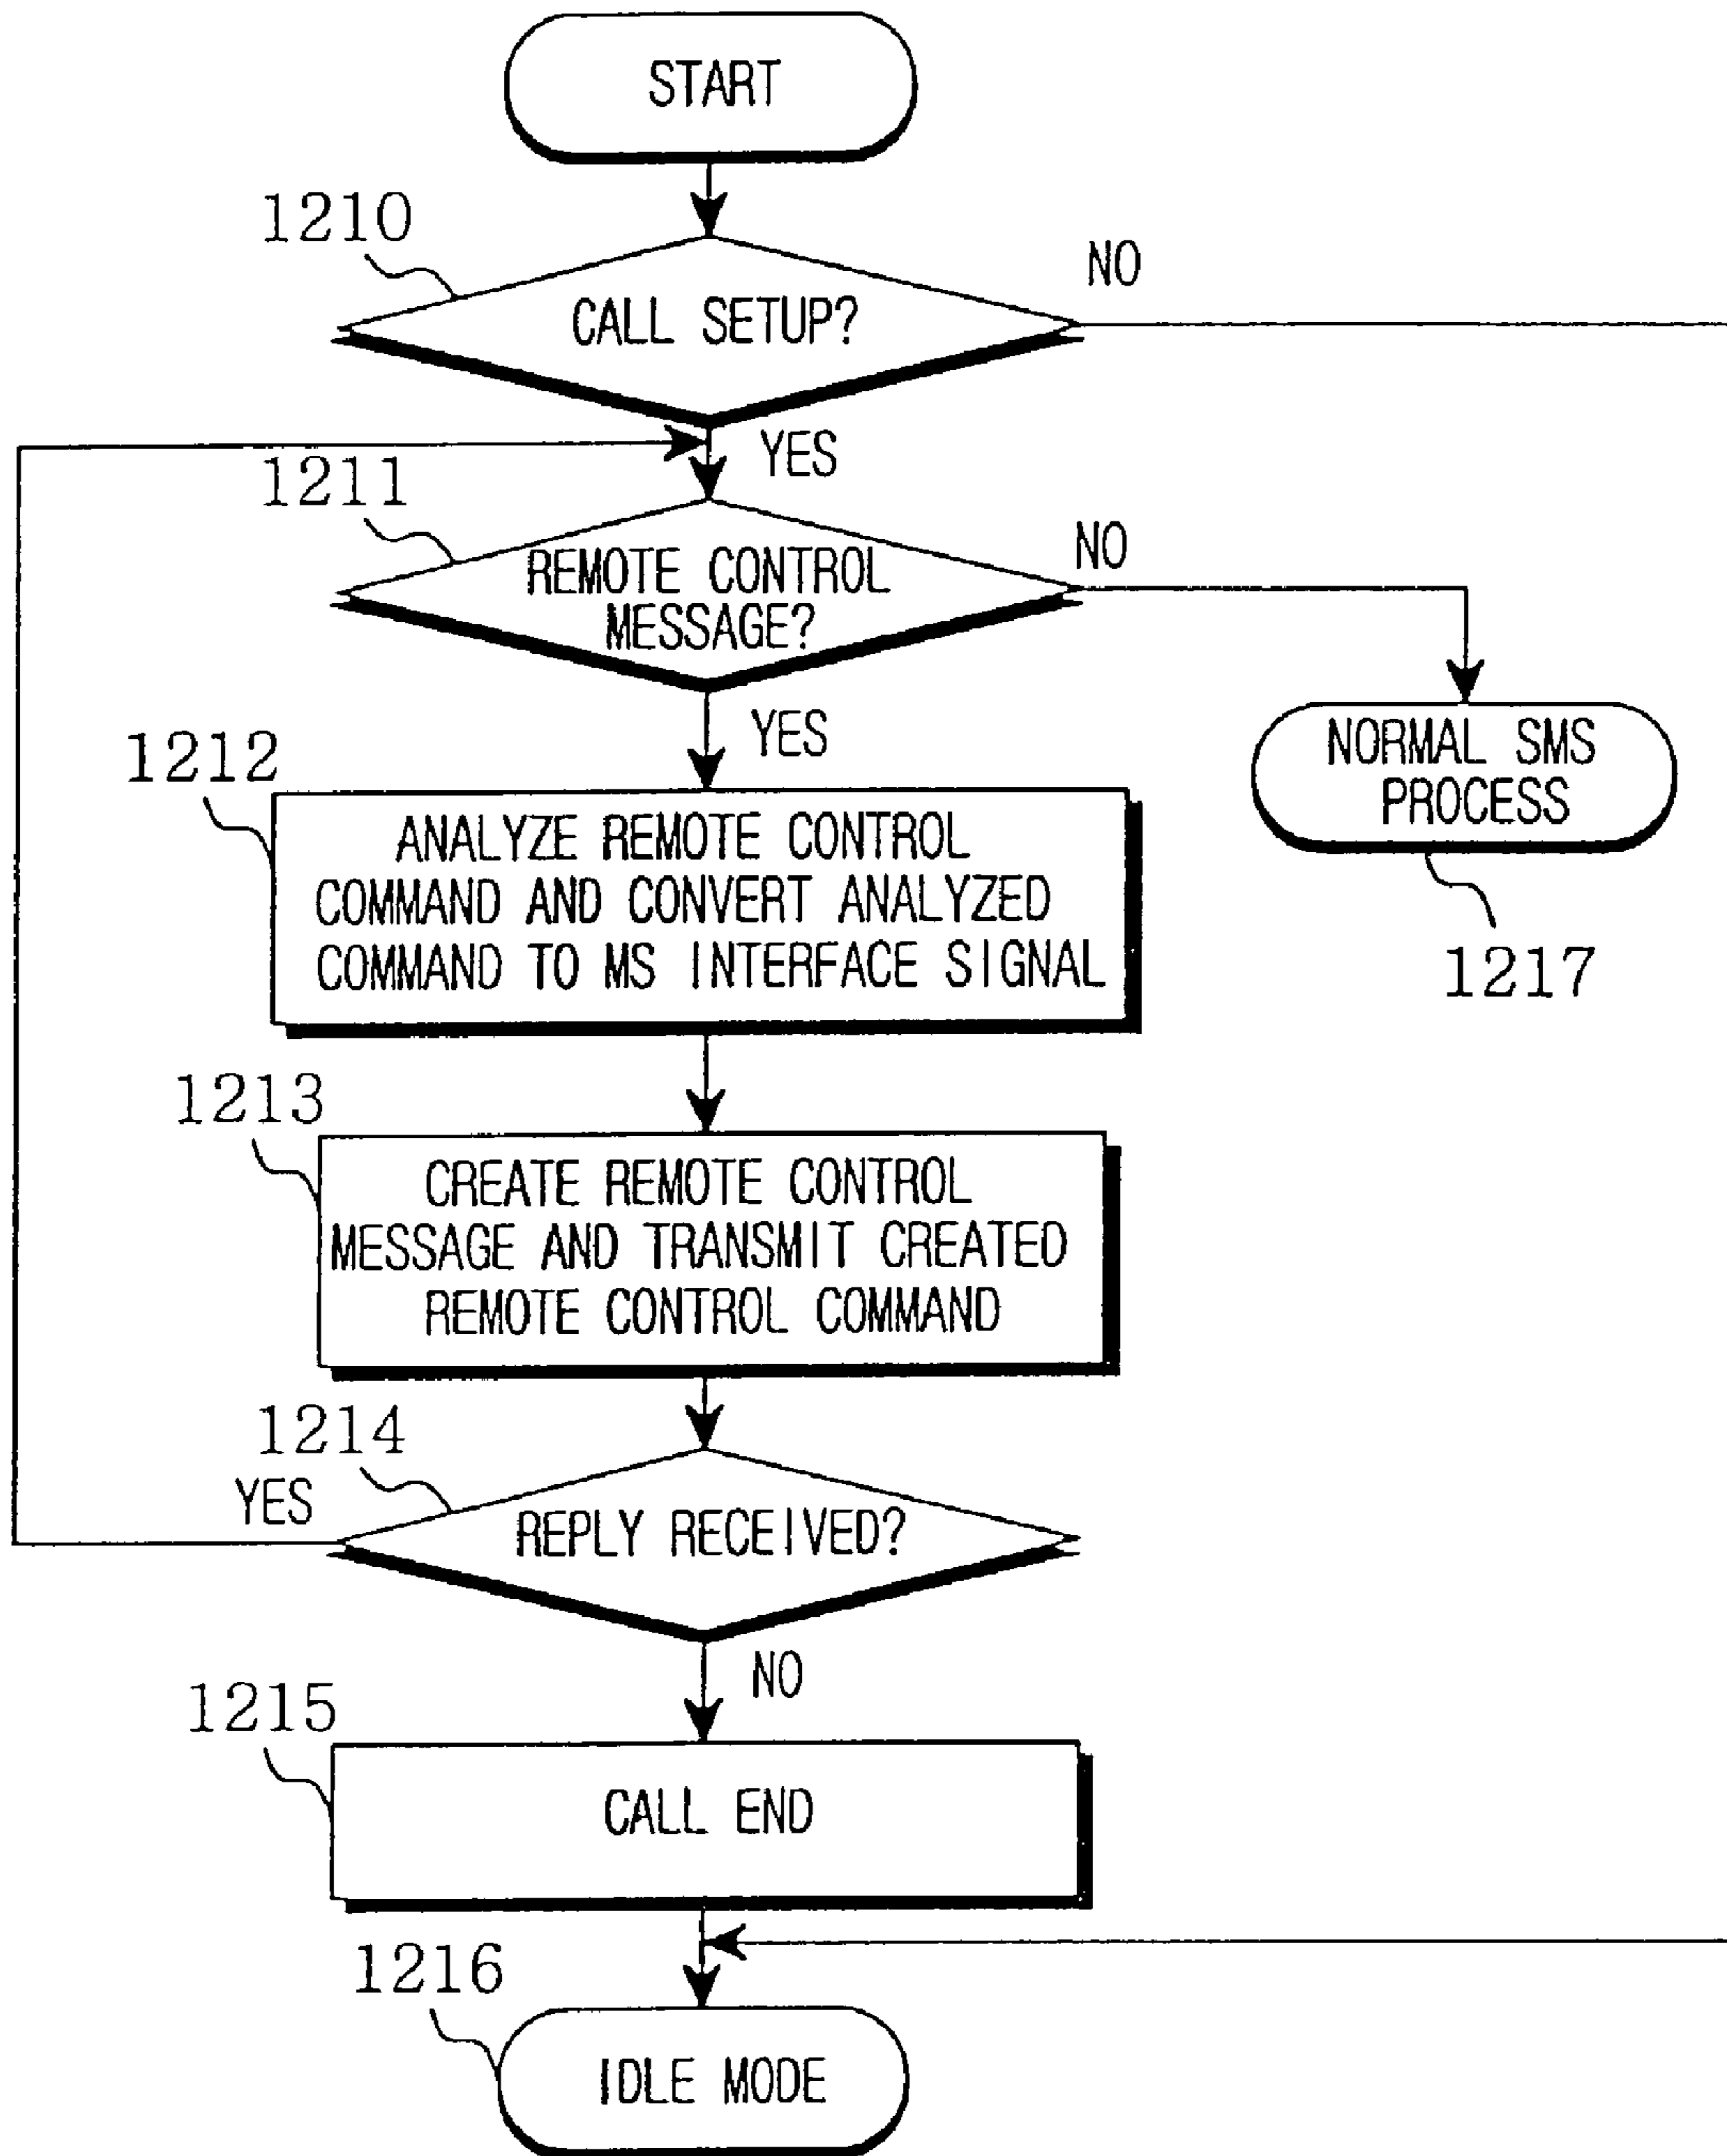 START
1210
NO
CALL SETUP?
YES
1211
NO
REMOTE CONTROL
MESSAGE?
YES
NORMAL SMS
PROCESS
1217
1212
ANALYZE REMOTE CONTROL
COMMAND AND CONVERT ANALYZED
COMMAND TO MS INTERFACE SIGNAL
1213
CREATE REMOTE CONTROL
MESSAGE AND TRANSMIT CREATED
REMOTE CONTROL COMMAND
1214
YES
REPLY RECEIVED?
NO
1215
CALL END
1216
IDLE MODE